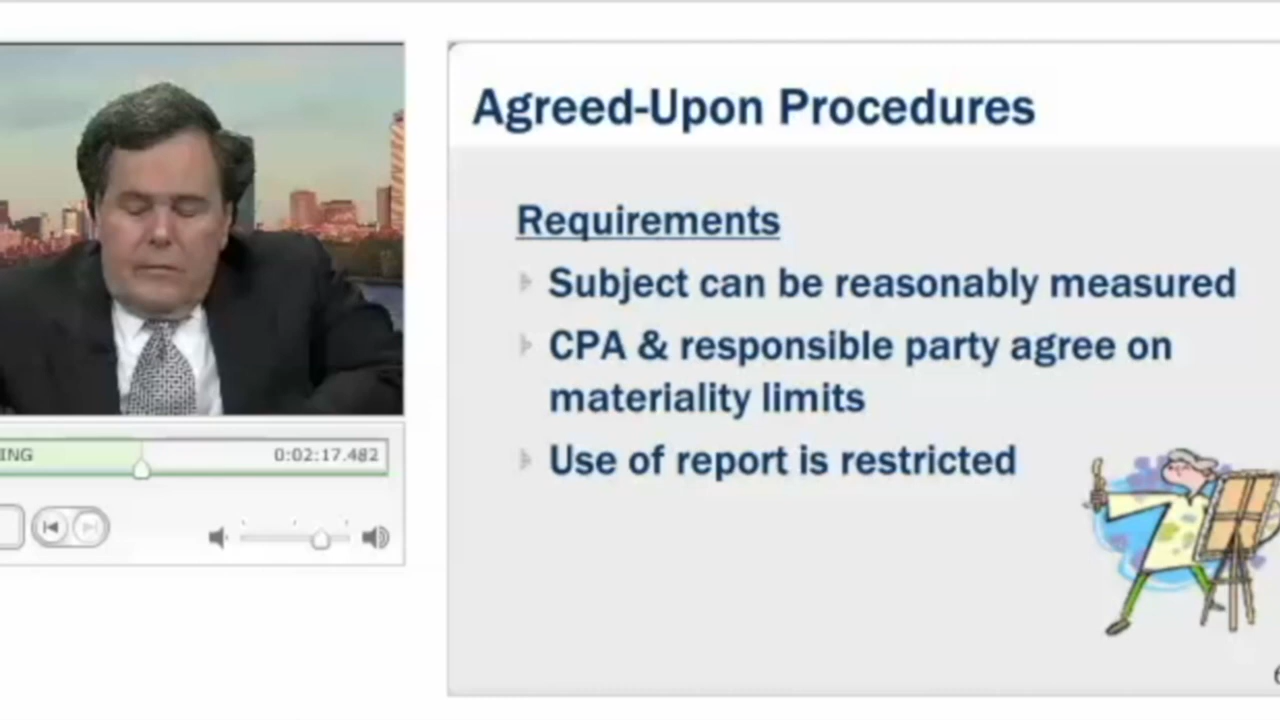 Agreed-Upon Procedures
Requirements
Subject can be reasonably measured
CPA & responsible party agree on
materiality limits
Use of report is restricted
ING
0:02:17.482